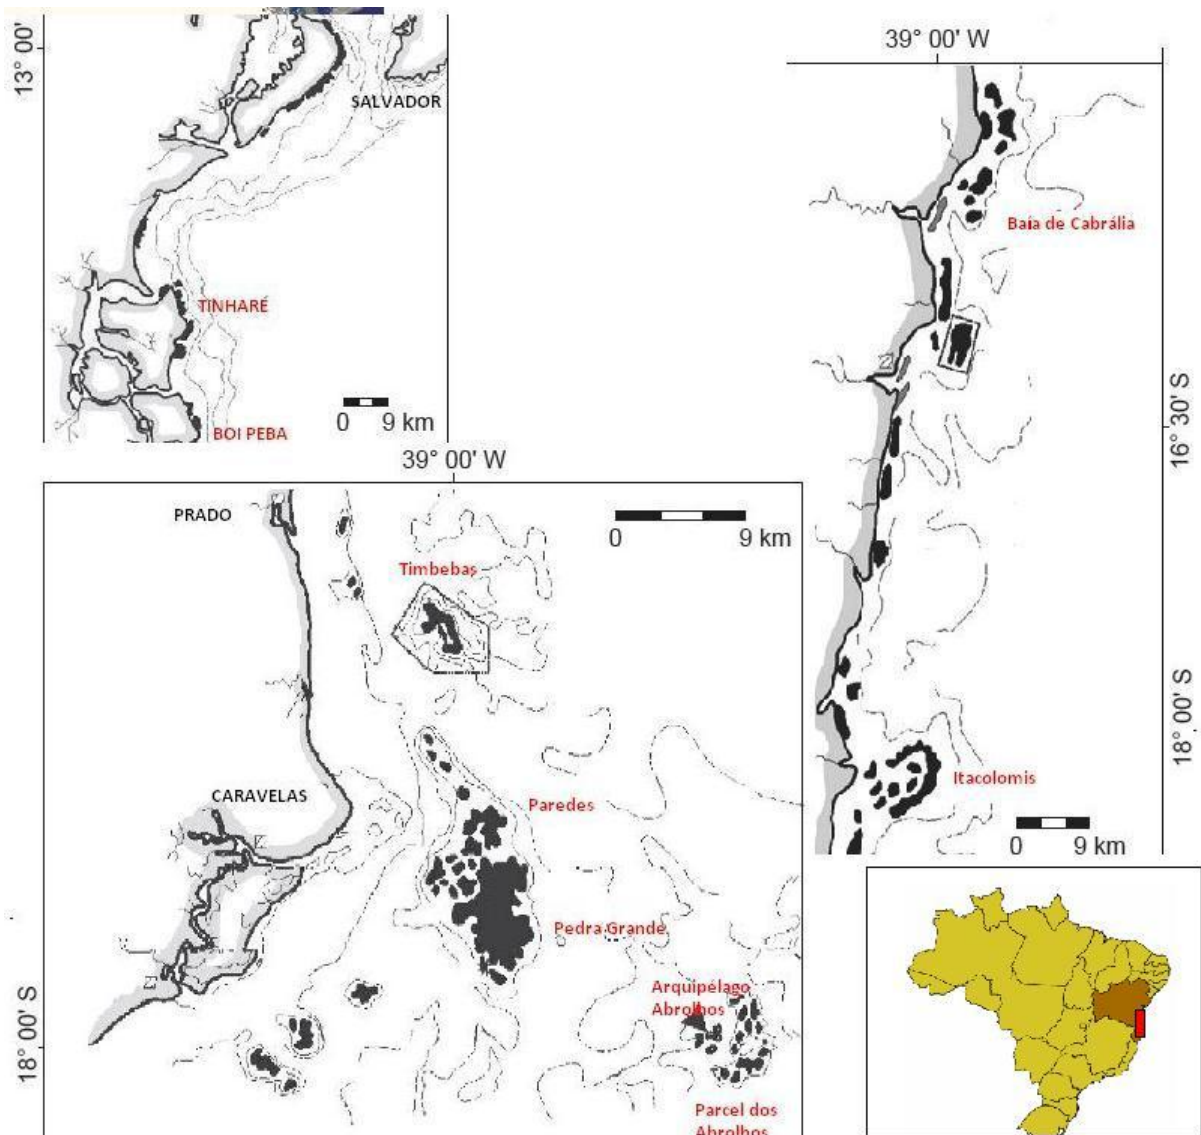 13° 00'
SALVADOR
TINHARÉ
BOI PEBA
0 9 km
39° 00' W
Baía de Cabrália
16° 30' S
18°. 00' S
Itacolomis
0 9 km
39° 00' W
PRADO
0 9 km
Timbebas
CARAVELAS
Paredes
Pedra Grande
Arquipélago
Abrolhos
18° 00' S
Parcel dos
Abrolhos